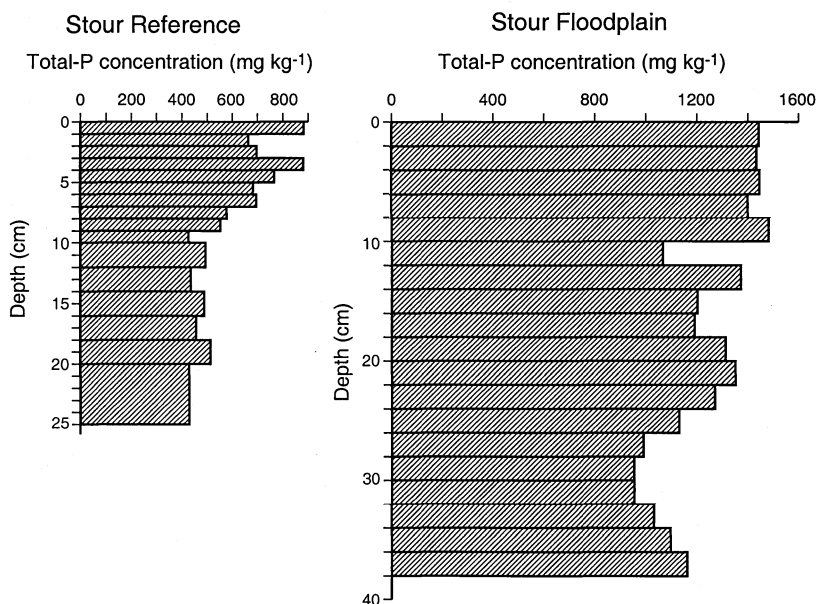 Stour Reference
Total-P concentration (mg kg-1)
0 200 400 600 800
0
5
10
15
20
25
Depth (cm)
Stour Floodplain
Total-P concentration (mg kg-1)
0 400 800 1200 1600
0
10
20
30
40
Depth (cm)